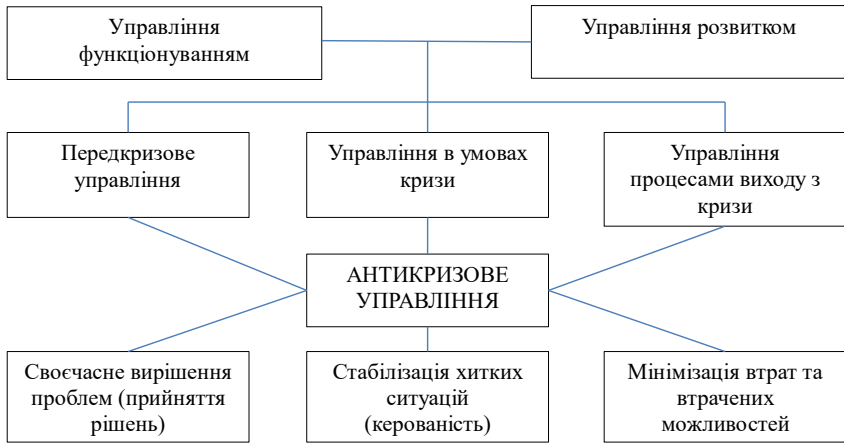 Управління
функціонуванням
Управління розвитком
Передкризове
управління
Управління в умовах
кризи
Управління
процесами виходу з
кризи
АНТИКРИЗОВЕ
УПРАВЛІННЯ
Своєчасне вирішення
проблем (прийняття
рішень)
Стабілізація хитких
ситуацій
(керованість)
Мінімізація втрат та
втрачених
можливостей